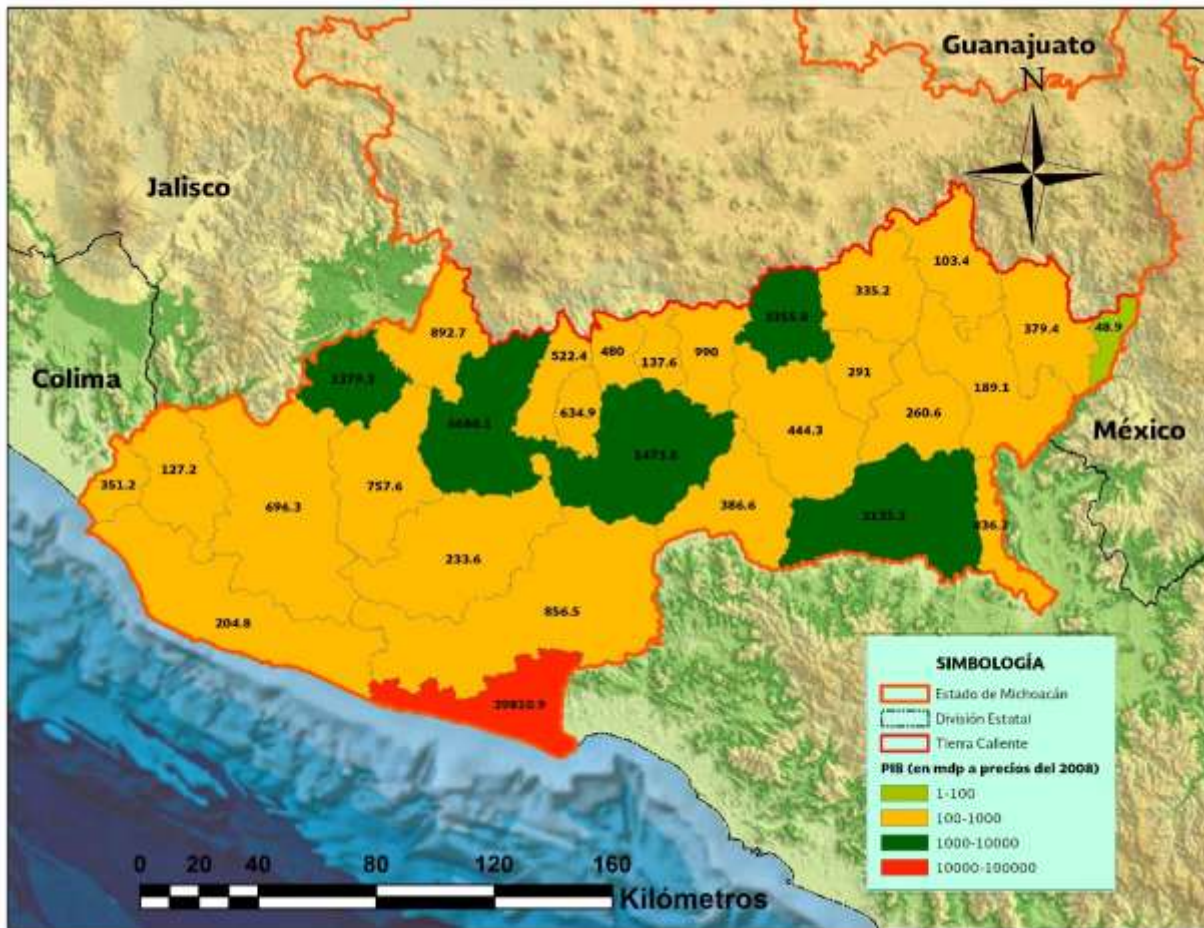 Guanajuato
N
Jalisco
103.4
335.2
892.7
379.4
48.9
522.4
480
137.6
990
Colima
291
189.1
634.9
260.6
México
444.3
127.2
351.2
757.6
696.3
386.6
233.6
204.8
856.5
SIMBOLOGÍA
Estado de Michoacán
División Estatal
Tierra Caliente
PIB (en mdp a precios del 2008)
1-100
100-1000
1000-10000
10000-100000
0 20 40 80 120 160
Kilómetros